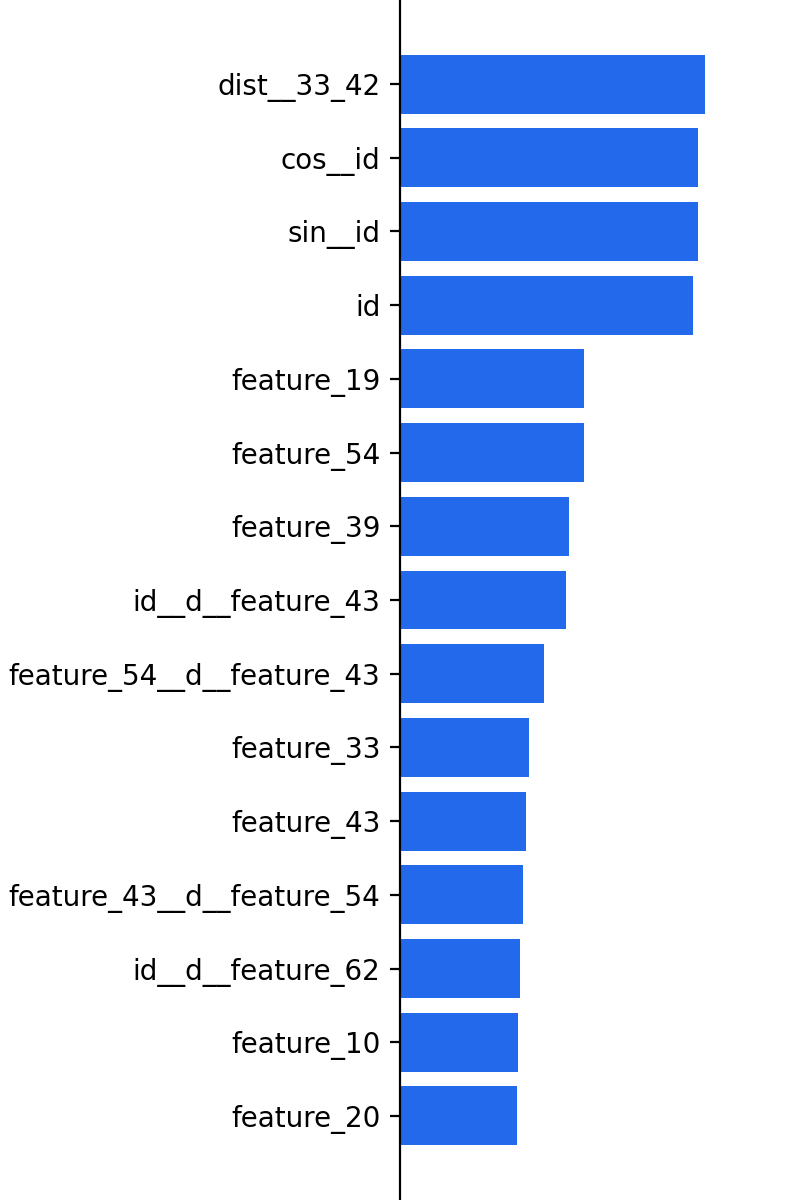 dist__33_42
cos__id
sin__id
id
feature_19
feature_54
feature_39
id__d__feature_43
feature_54__d__feature_43
feature_33
feature_43
feature_43__d__feature_54
id__d__feature_62
feature_10
feature_20